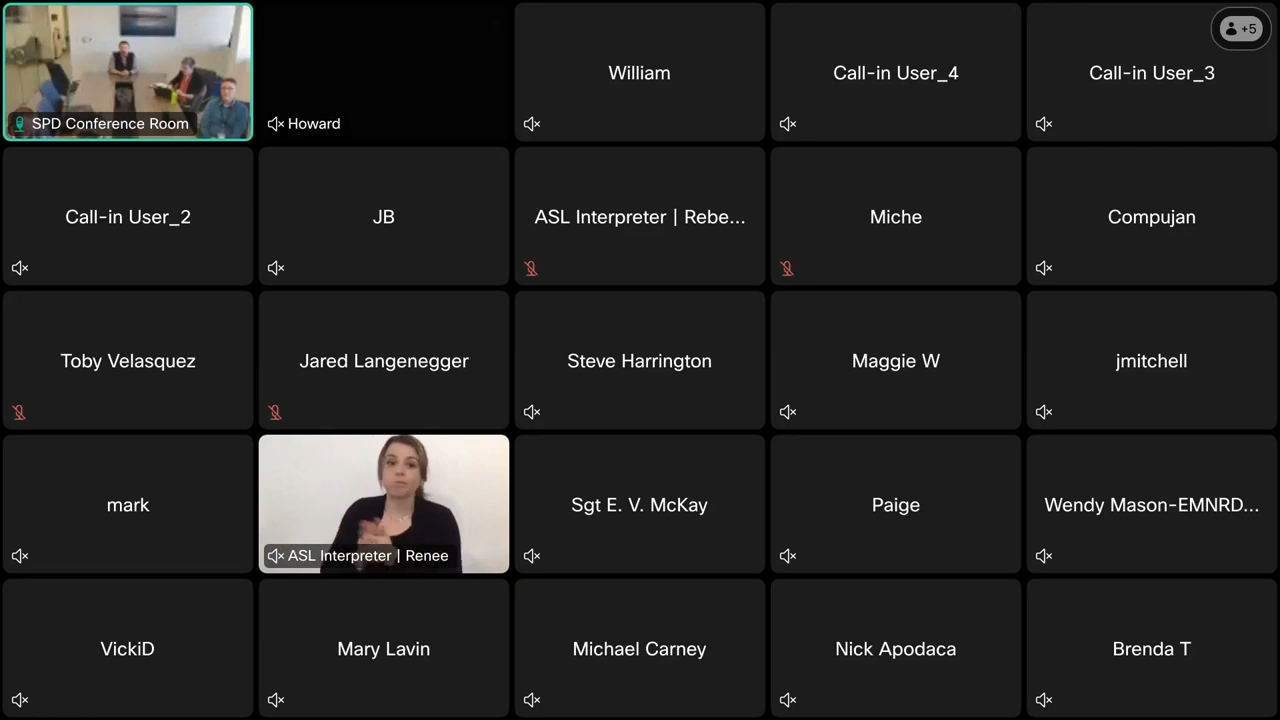 +5
SPD Conference Room
Howard
William
Call-in User_4
Call-in User_3
Call-in User_2
JB
ASL Interpreter | Rebe...
Miche
Compujan
Toby Velasquez
Jared Langenegger
Steve Harrington
Maggie W
jmitchell
mark
ASL Interpreter | Renee
Sgt E. V. McKay
Paige
Wendy Mason-EMNRD...
VickiD
Mary Lavin
Michael Carney
Nick Apodaca
Brenda T